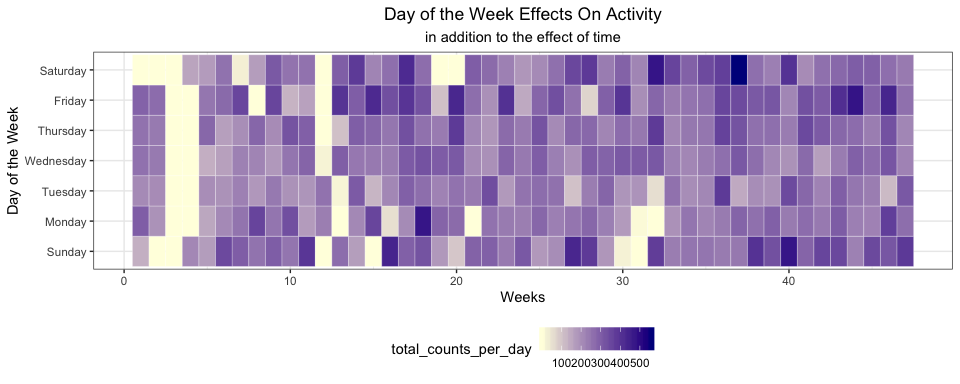 Day of the Week Effects On Activity
in addition to the effect of time
Day of the Week
Saturday
Friday
Thursday
Wednesday
Tuesday
Monday
Sunday
0 10 20 30 40
Weeks
total_counts_per_day
100200300400500